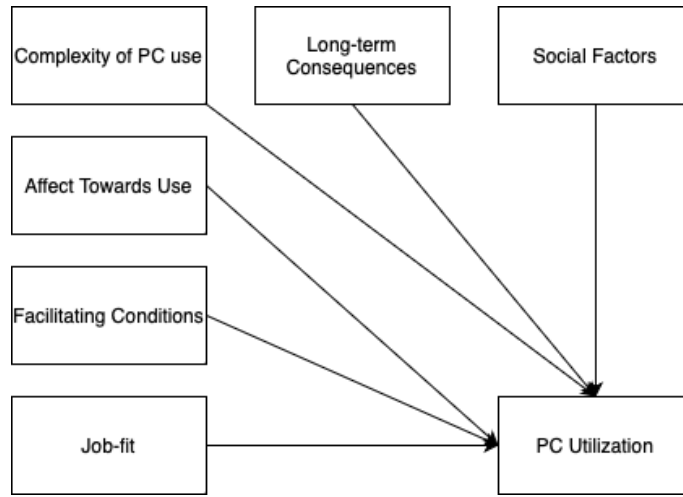 Complexity of PC use
Long-term
Consequences
Social Factors
Affect Towards Use
Facilitating Conditions
Job-fit
PC Utilization